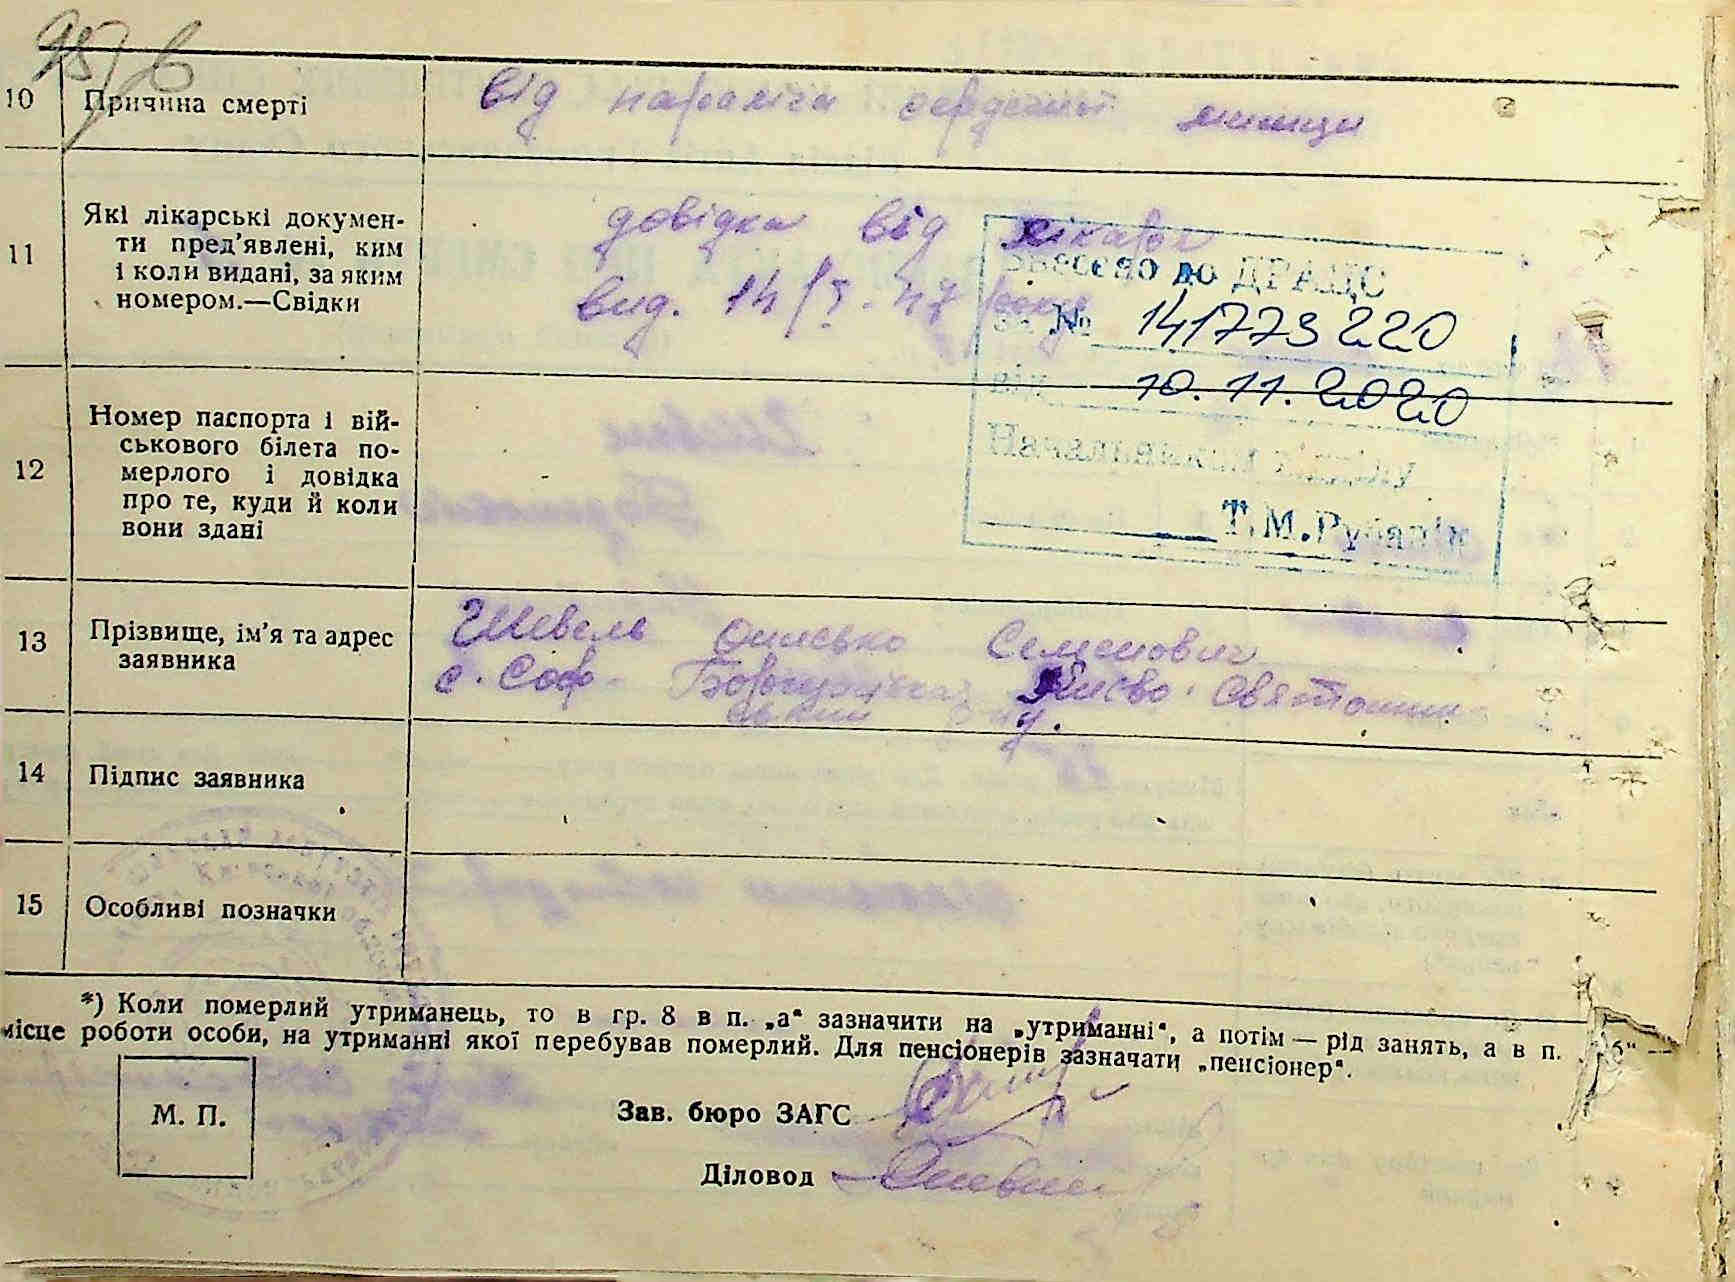 10 Причина смерті
від параліча сердечної мишци
11 Які лікарські докумен-
ти пред’явлені, ким
і коли видані, за яким
номером.—Свідки
довідка від лікаря
вид. 14/ 47 року
Внесено до ДРАЦС
за № 141773220
від 10.11.2020
Начальник відділу
Т.М.
12 Номер паспорта і вій-
ськового білета по-
мерлого і довідка
про те, куди й коли
вони здані
13 Прізвище, ім’я та адрес
заявника
Шевель Онисько Семенович
с. Соф- Борщагівка Києво. Святошин
ський
14 Підпис заявника
15 Особливі позначки
*) Коли померлий утриманець, то в гр. 8 в п. „а“ зазначити на „утриманні“, а потім — рід занять, а в п. „б“ —
місце роботи особи, на утриманні якої перебував померлий. Для пенсіонерів зазначати „пенсіонер“.
М. П.
Зав. бюро ЗАГС
Діловод